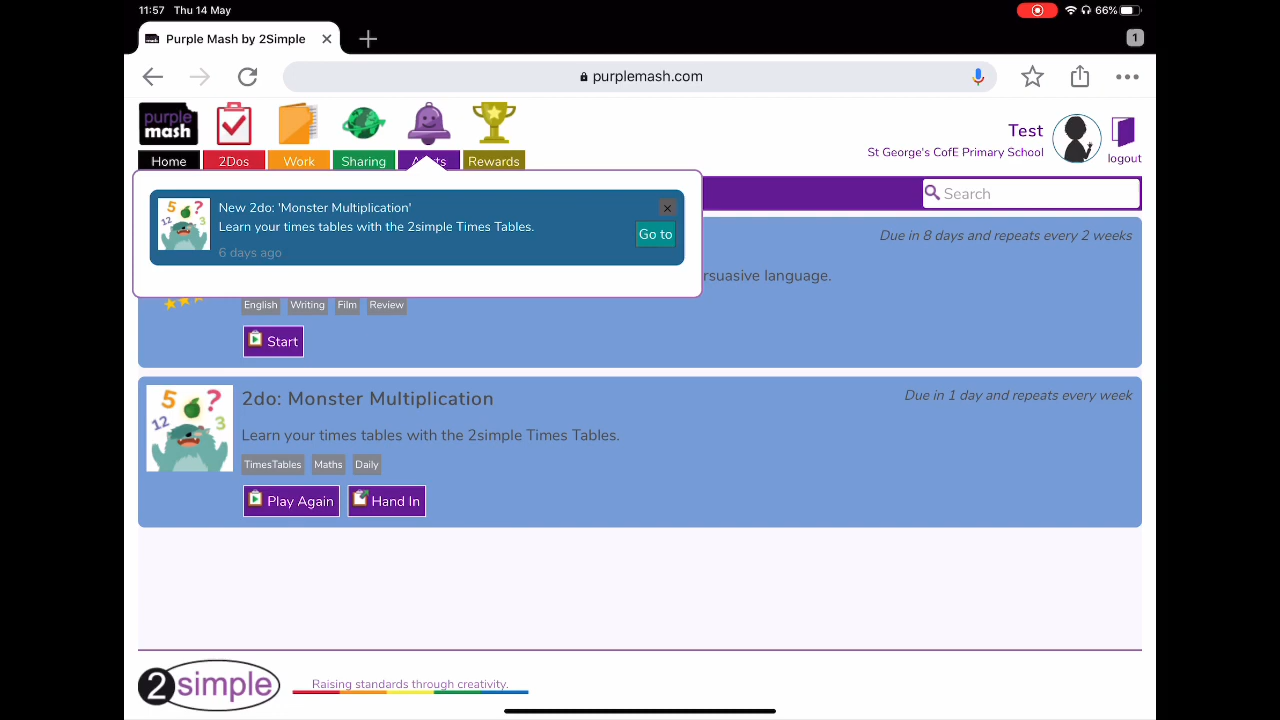 11:57 Thu 14 May
66%
Purple Mash by 2Simple
1
purplemash.com
purple
mash
Home 2Dos Work Sharing Rewards
Test
St George's CofE Primary School
logout
Search
New 2do: 'Monster Multiplication'
Learn your times tables with the 2simple Times Tables.
6 days ago
Go to
Due in 8 days and repeats every 2 weeks
language.
English Writing Film Review
Start
5 ? 12 3
2do: Monster Multiplication
Due in 1 day and repeats every week
Learn your times tables with the 2simple Times Tables.
TimesTables Maths Daily
Play Again Hand In
2simple
Raising standards through creativity.